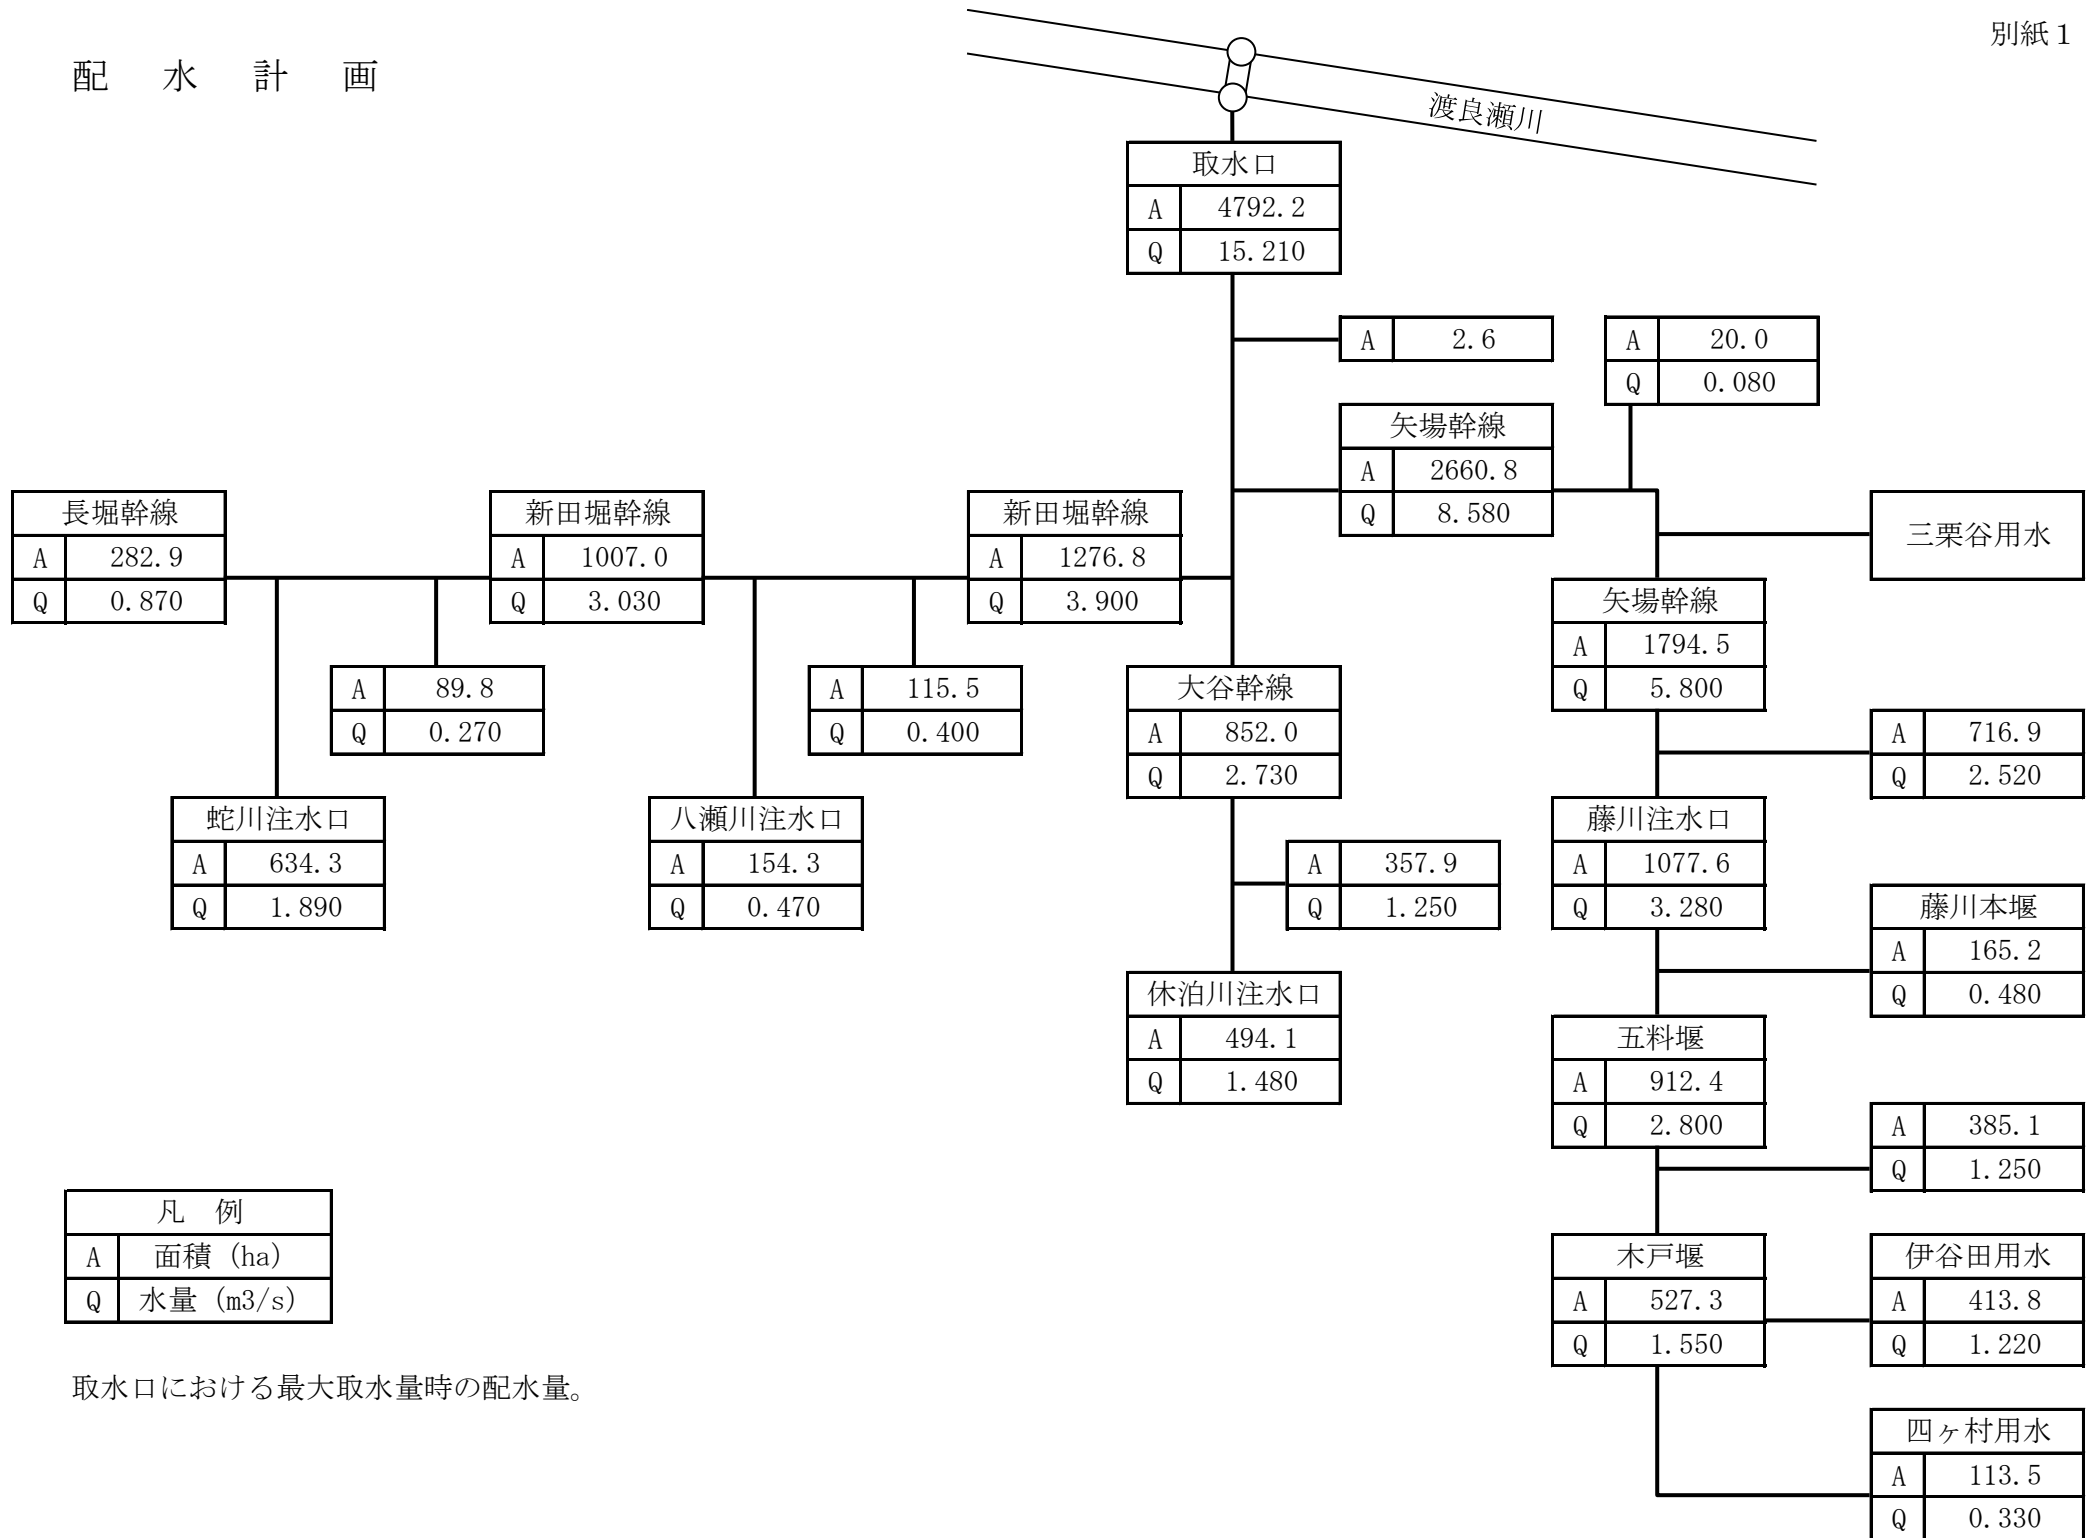 別紙１
配水計画
渡良瀬川
取水口
A 4792.2
Q 15.210
A 2.6
A 20.0
Q 0.080
矢場幹線
A 2660.8
Q 8.580
長堀幹線
A 282.9
Q 0.870
新田堀幹線
A 1007.0
Q 3.030
新田堀幹線
A 1276.8
Q 3.900
三栗谷用水
矢場幹線
A 1794.5
Q 5.800
A 89.8
Q 0.270
A 115.5
Q 0.400
大谷幹線
A 852.0
Q 2.730
A 716.9
Q 2.520
蛇川注水口
A 634.3
Q 1.890
八瀬川注水口
A 154.3
Q 0.470
A 357.9
Q 1.250
藤川注水口
A 1077.6
Q 3.280
藤川本堰
A 165.2
Q 0.480
休泊川注水口
A 494.1
Q 1.480
五料堰
A 912.4
Q 2.800
A 385.1
Q 1.250
凡 例
A 面積（ha）
Q 水量（m3/s）
木戸堰
A 527.3
Q 1.550
伊谷田用水
A 413.8
Q 1.220
取水口における最大取水量時の配水量。
四ヶ村用水
A 113.5
Q 0.330